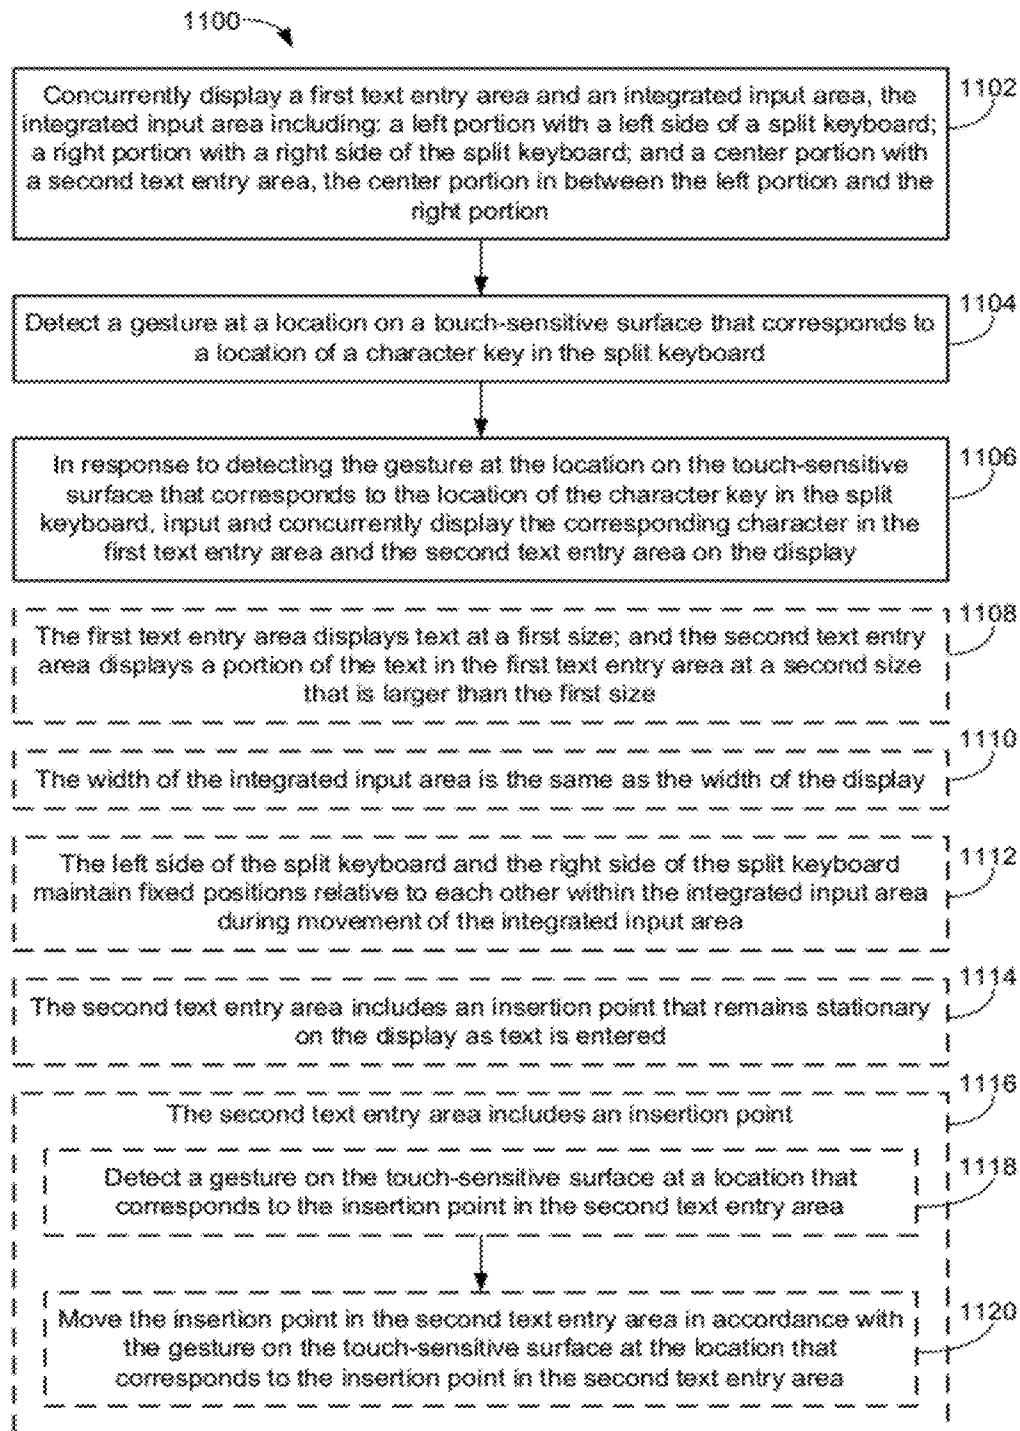 1100
1102
Concurrently display a first text entry area and an integrated input area, the
integrated input area including: a left portion with a left side of a split keyboard;
a right portion with a right side of the split keyboard; and a center portion with
a second text entry area, the center portion in between the left portion and the
right portion
1104
Detect a gesture at a location on a touch-sensitive surface that corresponds to
a location of a character key in the split keyboard
1106
In response to detecting the gesture at the location on the touch-sensitive
surface that corresponds to the location of the character key in the split
keyboard, input and concurrently display the corresponding character in the
first text entry area and the second text entry area on the display
1108
The first text entry area displays text at a first size; and the second text entry
area displays a portion of the text in the first text entry area at a second size
that is larger than the first size
1110
The width of the integrated input area is the same as the width of the display
1112
The left side of the split keyboard and the right side of the split keyboard
maintain fixed positions relative to each other within the integrated input area
during movement of the integrated input area
1114
The second text entry area includes an insertion point that remains stationary
on the display as text is entered
1116
The second text entry area includes an insertion point
1118
Detect a gesture on the touch-sensitive surface at a location that
corresponds to the insertion point in the second text entry area
1120
Move the insertion point in the second text entry area in accordance with
the gesture on the touch-sensitive surface at the location that
corresponds to the insertion point in the second text entry area